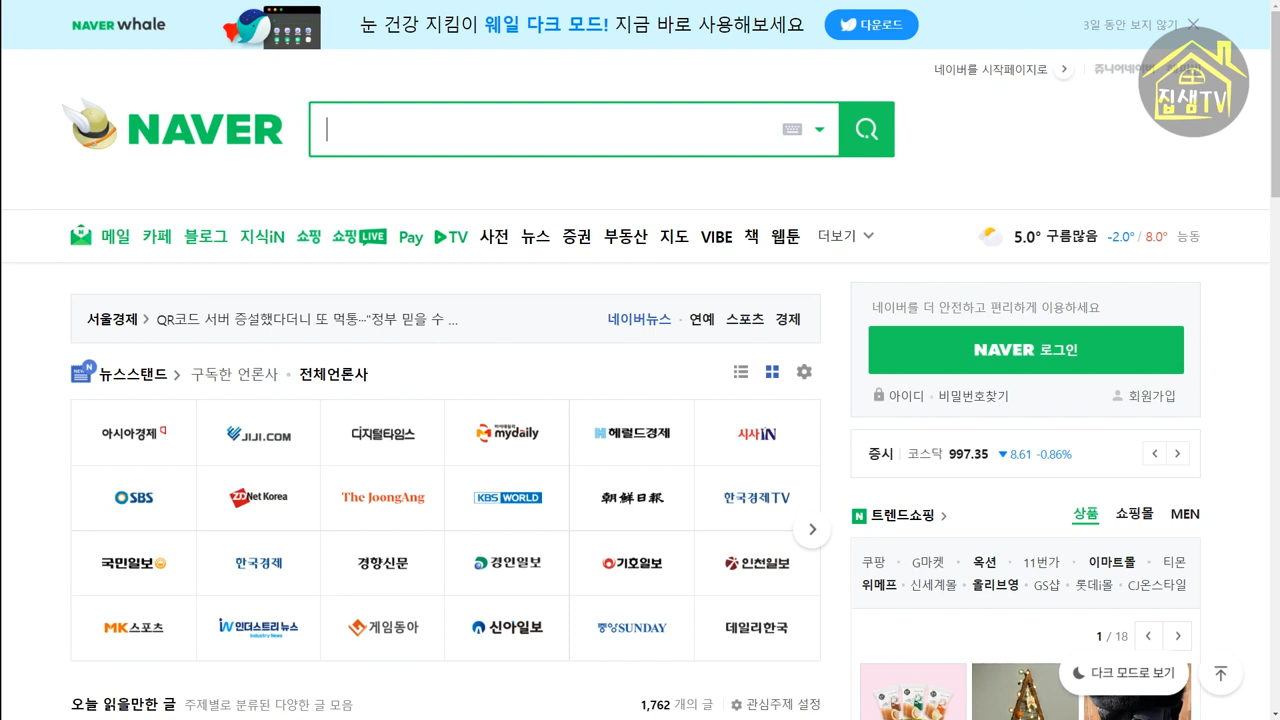 NAVER whale 눈 건강 지킴이 웨일 다크 모드! 지금 바로 사용해보세요 다운로드 3일 동안 보지 않기
네이버를 시작페이지로 쥬니어네이버
집샘TV
NAVER
메일 카페 블로그 지식iN 쇼핑 쇼핑LIVE Pay TV 사전 뉴스 증권 부동산 지도 VIBE 책 웹툰 더보기 5.0° 구름많음 -2.0° / 8.0° 능동
서울경제 QR코드 서버 증설했다더니 또 먹통…"정부 믿을 수 ... 네이버뉴스 연예 스포츠 경제
뉴스스탠드 구독한 언론사 전체언론사
아시아경제 JIJI.COM 디지털타임스 마이데일리 mydaily 헤럴드경제 시사IN
SBS ZDNet Korea The JoongAng KBS WORLD 朝鮮日報 한국경제TV
국민일보 한국경제 경향신문 경인일보 기호일보 인천일보
MK스포츠 인더스트리뉴스 Industry News 게임동아 신아일보 중앙SUNDAY 데일리한국
오늘 읽을만한 글 주제별로 분류된 다양한 글 모음 1,762 개의 글 관심주제 설정
네이버를 더 안전하고 편리하게 이용하세요
NAVER 로그인
아이디 비밀번호찾기 회원가입
증시 코스닥 997.35 ▼ 8.61 -0.86%
N 트렌드쇼핑 상품 쇼핑몰 MEN
쿠팡 G마켓 옥션 11번가 이마트몰 티몬
위메프 신세계몰 올리브영 GS샵 롯데i몰 CJ온스타일
1 / 18
다크 모드로 보기